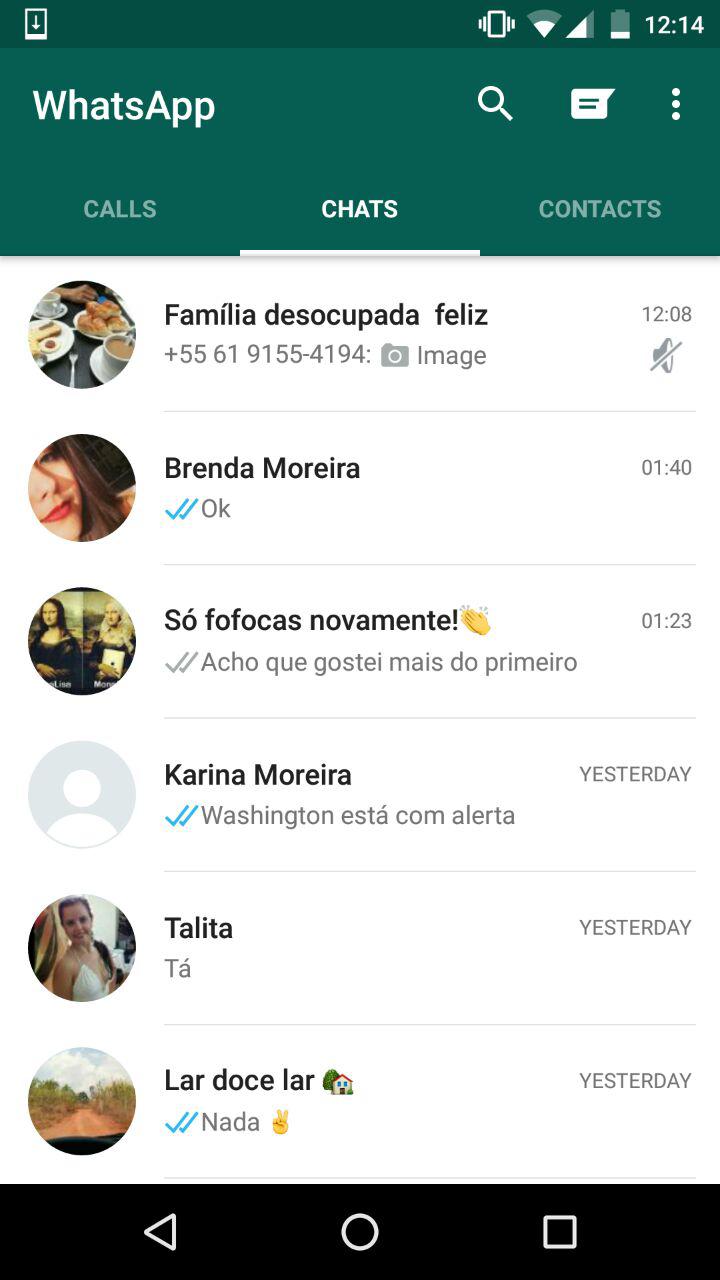 12:14
WhatsApp
CALLS CHATS CONTACTS
Família desocupada  feliz 12:08
+55 61 9155-4194: Image
Brenda Moreira 01:40
Ok
Só fofocas novamente!👏 01:23
Acho que gostei mais do primeiro
Karina Moreira YESTERDAY
Washington está com alerta
Talita YESTERDAY
Tá
Lar doce lar 🏡 YESTERDAY
Nada ✌